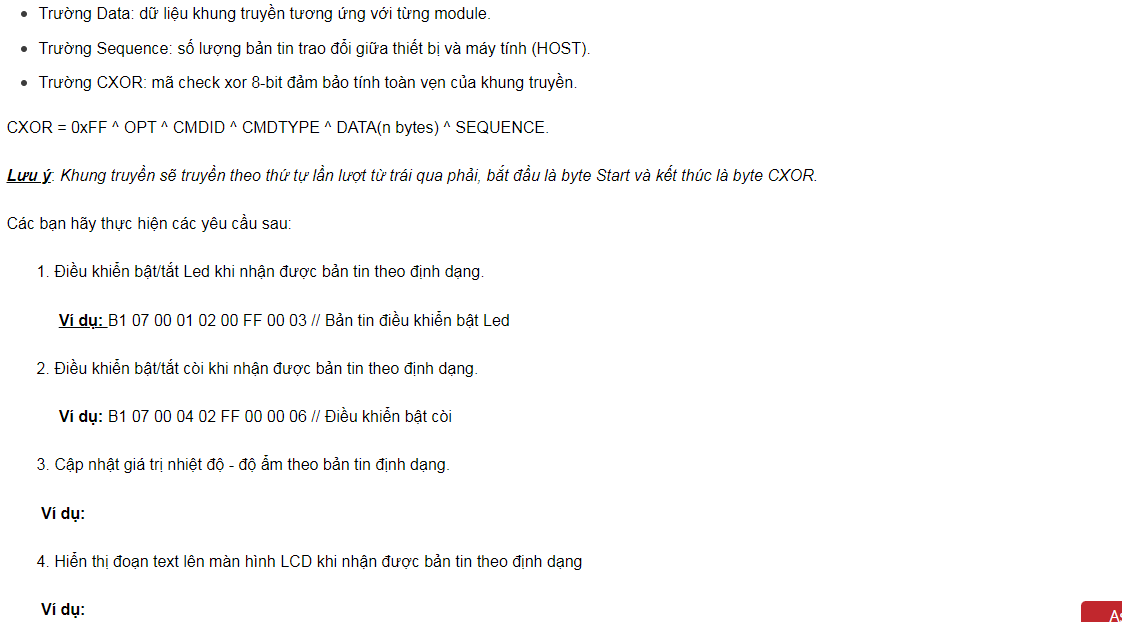 Trường Data: dữ liệu khung truyền tương ứng với từng module.
Trường Sequence: số lượng bản tin trao đổi giữa thiết bị và máy tính (HOST).
Trường CXOR: mã check xor 8-bit đảm bảo tính toàn vẹn của khung truyền.
CXOR = 0xFF ^ OPT ^ CMDID ^ CMDTYPE ^ DATA(n bytes) ^ SEQUENCE.
Lưu ý: Khung truyền sẽ truyền theo thứ tự lần lượt từ trái qua phải, bắt đầu là byte Start và kết thúc là byte CXOR.
Các bạn hãy thực hiện các yêu cầu sau:
1. Điều khiển bật/tắt Led khi nhận được bản tin theo định dạng.
Ví dụ: B1 07 00 01 02 00 FF 00 03 // Bản tin điều khiển bật Led
2. Điều khiển bật/tắt còi khi nhận được bản tin theo định dạng.
Ví dụ: B1 07 00 04 02 FF 00 00 06 // Điều khiển bật còi
3. Cập nhật giá trị nhiệt độ - độ ẩm theo bản tin định dạng.
Ví dụ:
4. Hiển thị đoạn text lên màn hình LCD khi nhận được bản tin theo định dạng
Ví dụ: